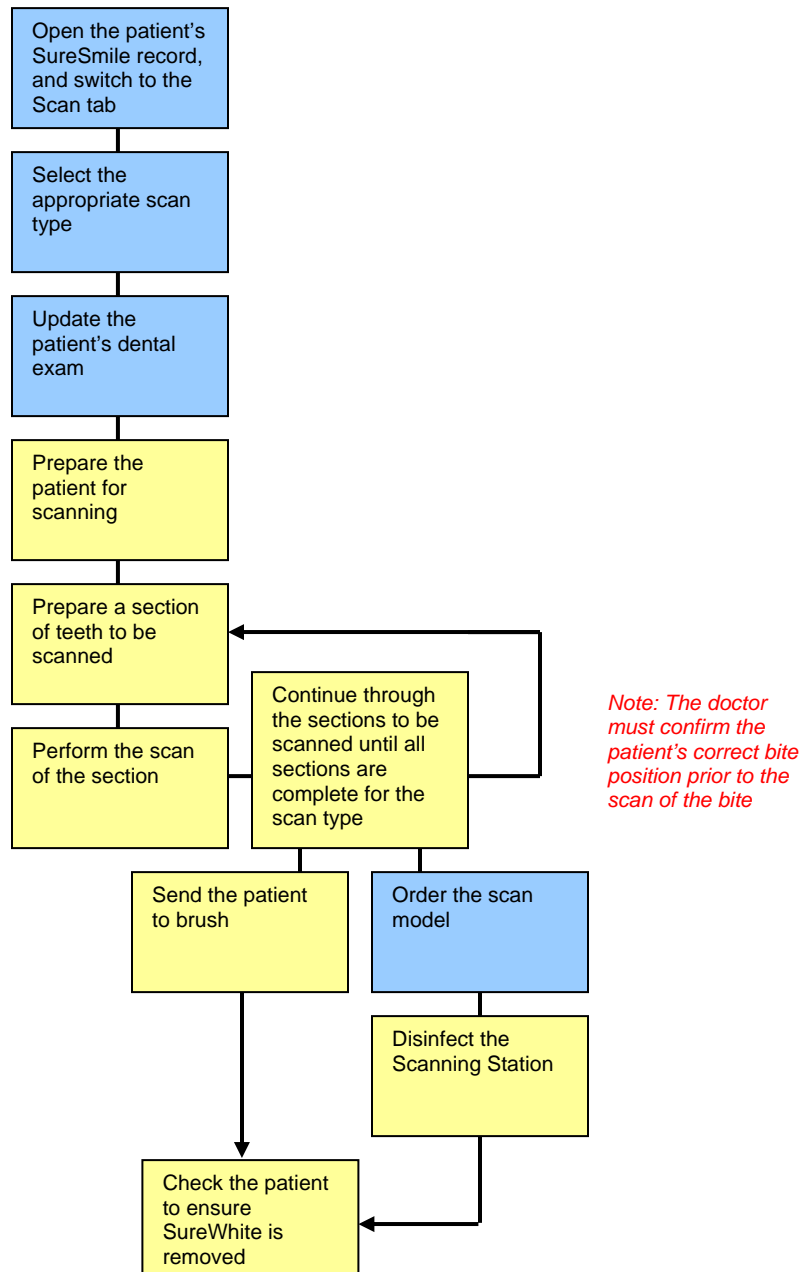 Open the patient's
SureSmile record,
and switch to the
Scan tab
Select the
appropriate scan
type
Update the
patient's dental
exam
Prepare the
patient for
scanning
Prepare a section
of teeth to be
scanned
Perform the scan
of the section
Continue through
the sections to be
scanned until all
sections are
complete for the
scan type
Note: The doctor
must confirm the
patient's correct bite
position prior to the
scan of the bite
Send the patient
to brush
Order the scan
model
Disinfect the
Scanning Station
Check the patient
to ensure
SureWhite is
removed